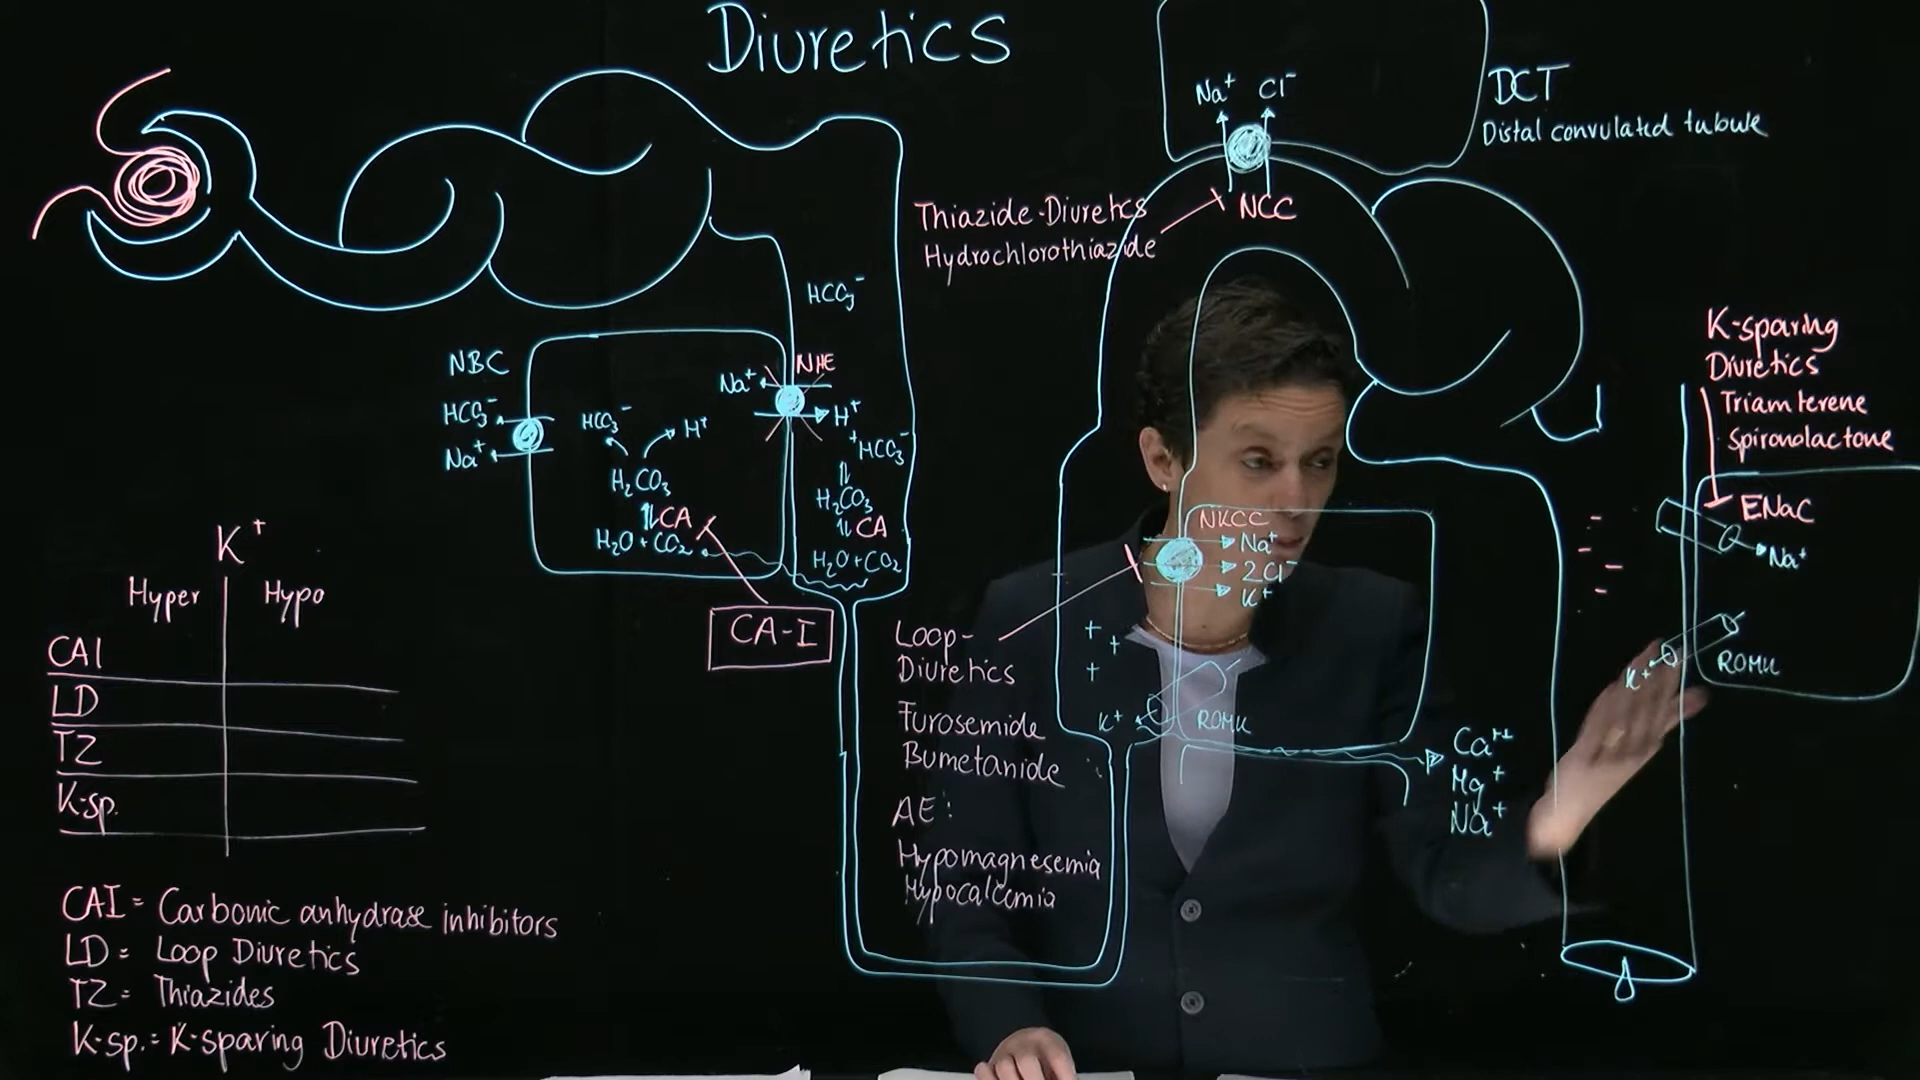 Diuretics
Na⁺ Cl⁻
DCT
Distal convulated tubule
Thiazide-Diuretics
Hydrochlorothiazide
NCC
HCO₃⁻
NBC
HCO₃⁻
Na⁺
HCO₃⁻
H⁺
H₂CO₃
CA
H₂O + CO₂
NHE
Na⁺
H⁺
+HCO₃⁻
H₂CO₃
CA
H₂O + CO₂
CA-I
K-sparing
Diuretics
Triamterene
Spironolactone
ENaC
Na⁺
ROMK
K⁺
NKCC
Na⁺
2Cl⁻
K⁺
+ + +
K⁺
ROMK
Ca⁺⁺
Mg⁺
Na⁺
Loop-
Diuretics
Furosemide
Bumetanide
AE:
Hypomagnesemia
Hypocalcemia
K⁺
Hyper Hypo
CAI
LD
TZ
K-sp.
CAI = Carbonic anhydrase inhibitors
LD = Loop Diuretics
TZ = Thiazides
K-sp. = K-sparing Diuretics